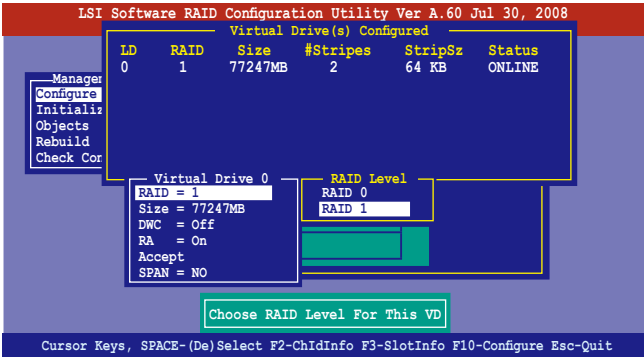 LSI Software RAID Configuration Utility Ver A.60 Jul 30, 2008
Virtual Drive(s) Configured
LD RAID Size #Stripes StripSz Status
0 1 77247MB 2 64 KB ONLINE
Managem
Configure
Initializ
Objects
Rebuild
Check Con
Virtual Drive 0
RAID = 1
Size = 77247MB
DWC = Off
RA = On
Accept
SPAN = NO
RAID Level
RAID 0
RAID 1
Choose RAID Level For This VD
Cursor Keys, SPACE-(De)Select F2-ChIdInfo F3-SlotInfo F10-Configure Esc-Quit